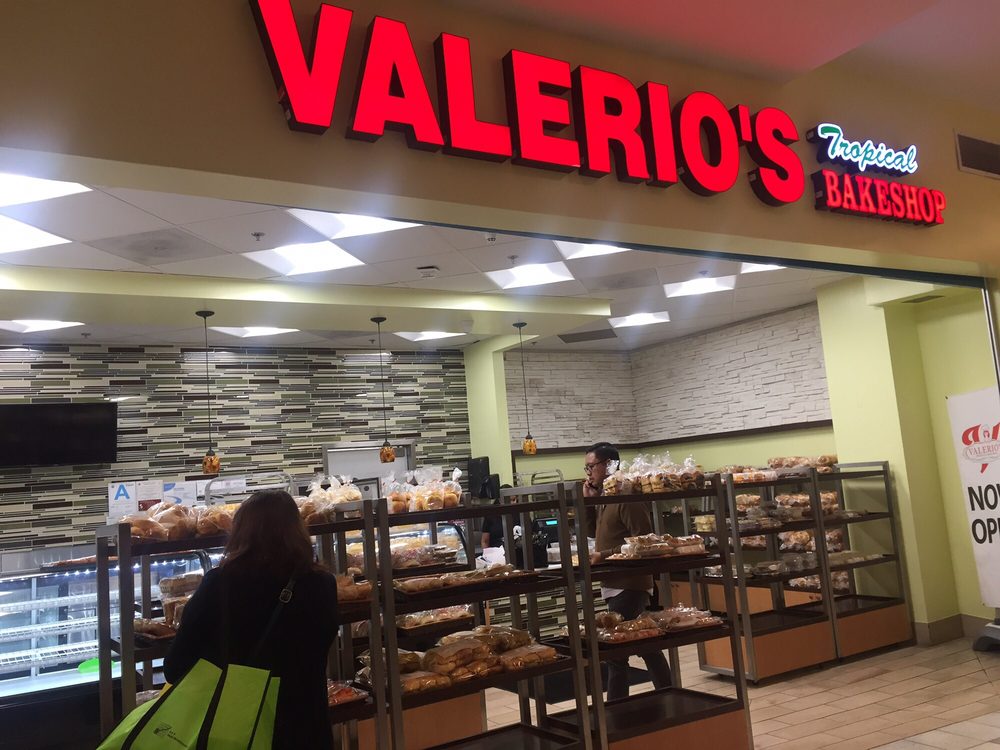 VALERIO'S
Tropical
BAKESHOP
A
VALERIO
NOW
OPE